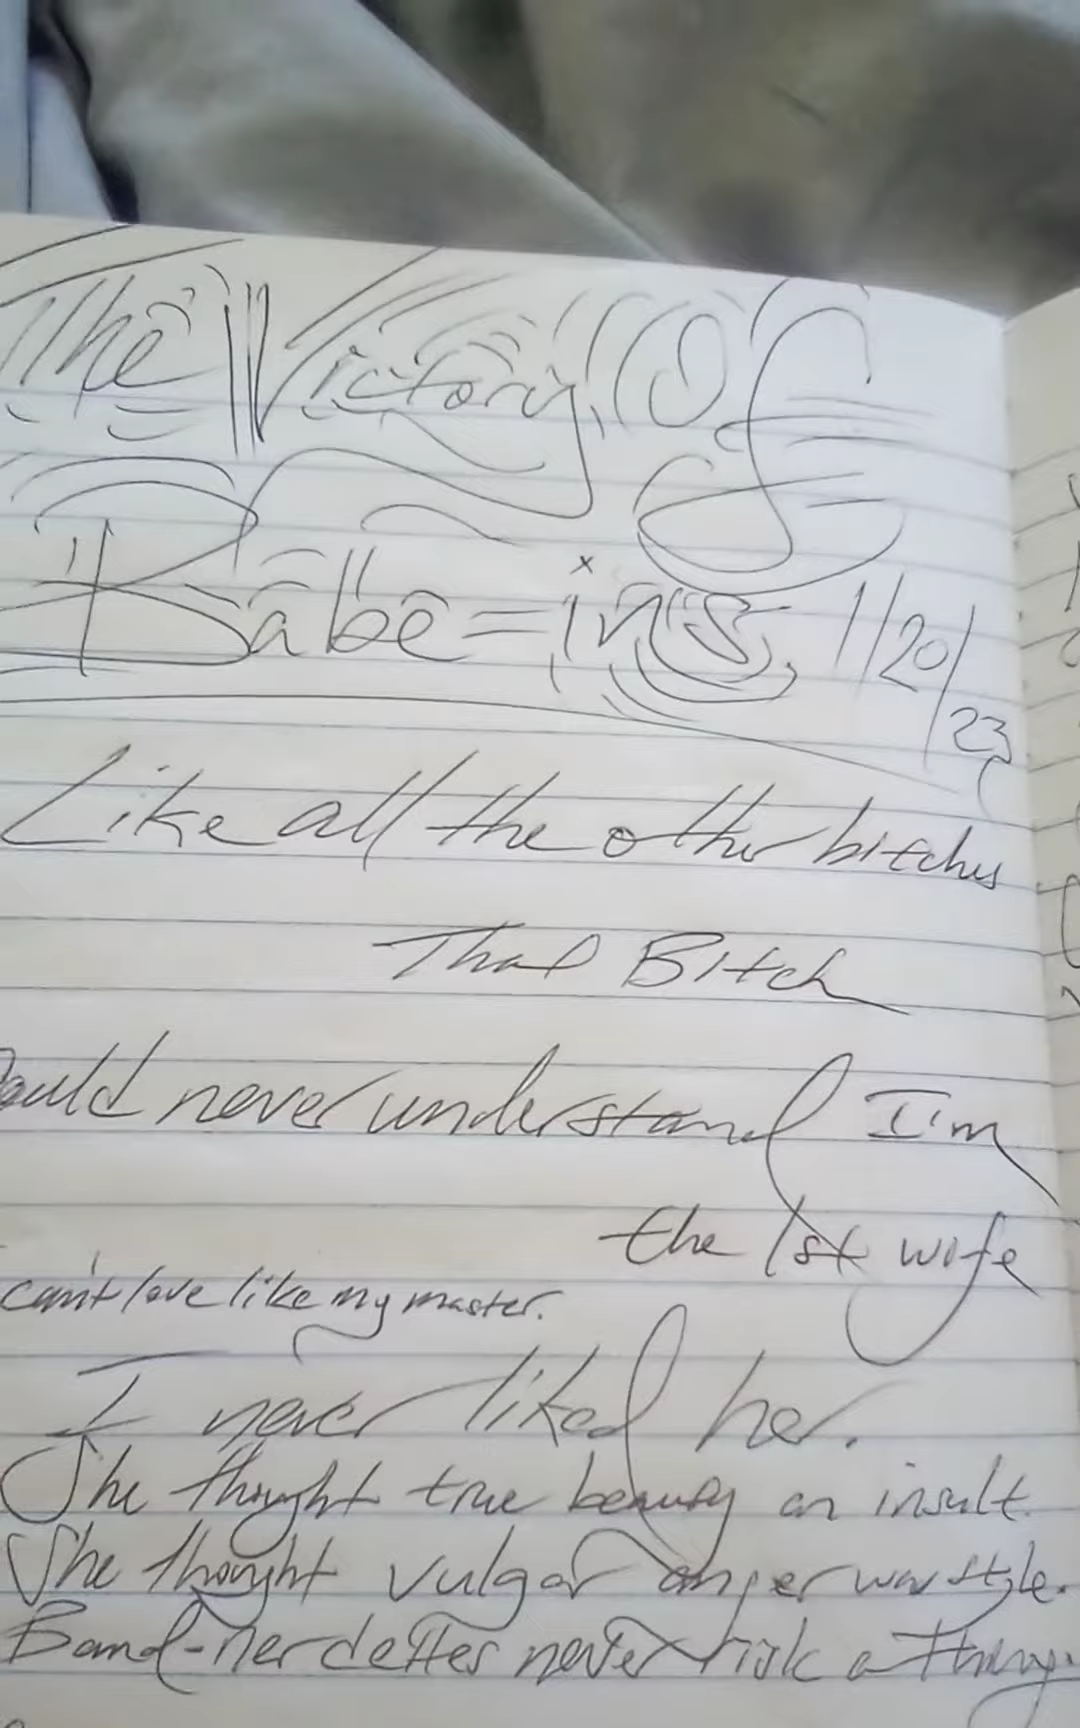 The Victory Of
Babe=ins, 1/20/
23
Like all the other bitches
That Bitch
ould never understand I'm
the 1st wife
can't love like my master.
I never liked her.
She thought true beauty an insult.
She thought vulgar anger was style.
Band-nerdettes never risk a thing.